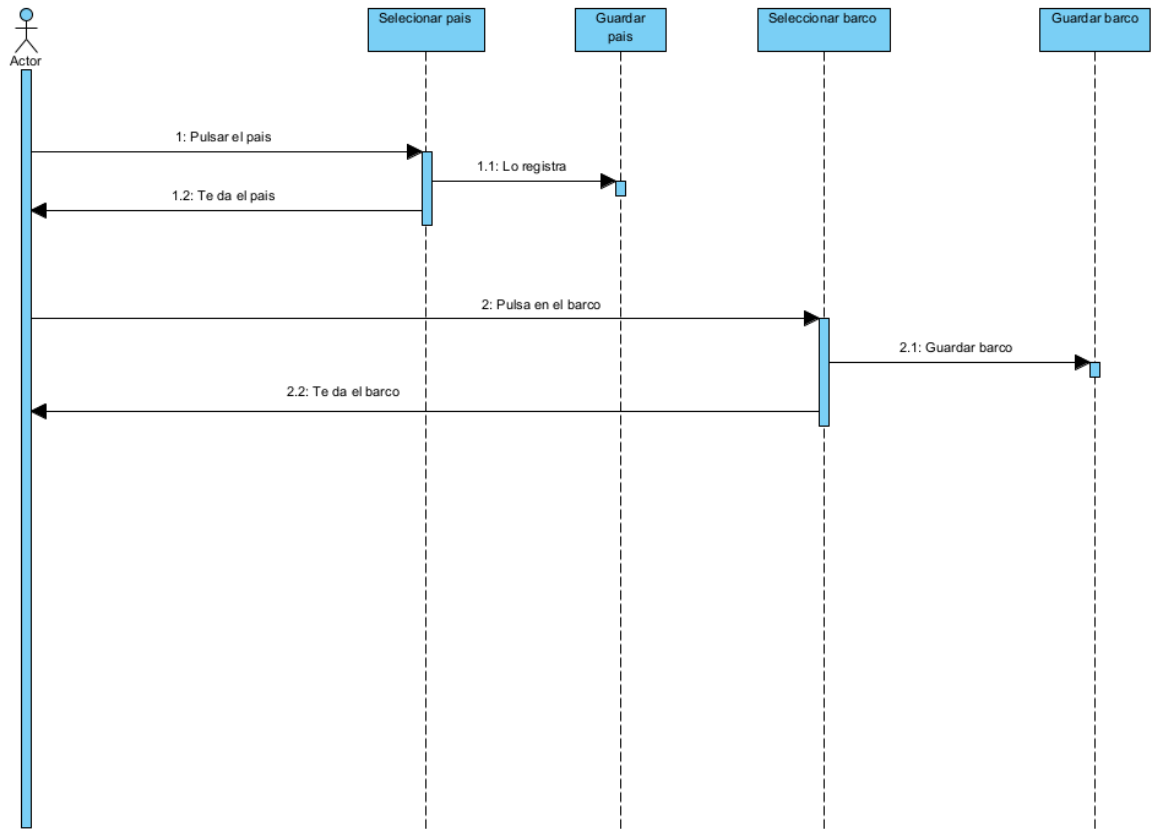 Actor
Selecionar pais
Guardar
pais
Seleccionar barco
Guardar barco
1: Pulsar el pais
1.1: Lo registra
1.2: Te da el pais
2: Pulsa en el barco
2.1: Guardar barco
2.2: Te da el barco